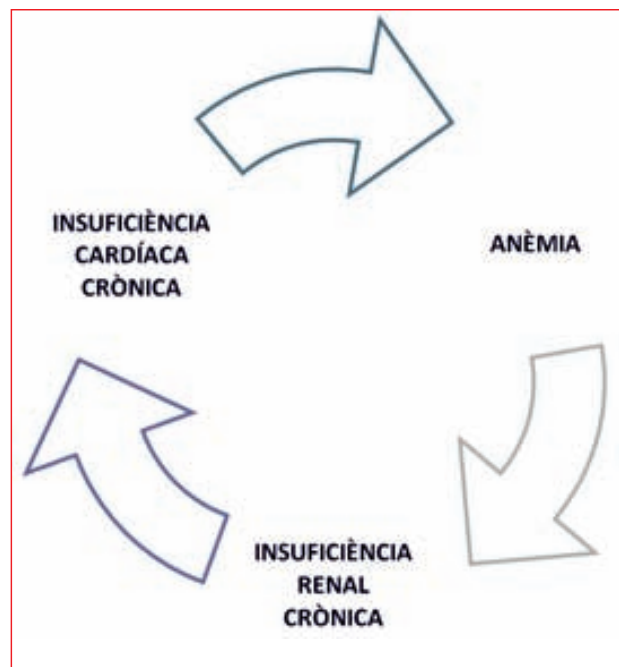 INSUFICIÈNCIA
CARDÍACA
CRÒNICA
ANÈMIA
INSUFICIÈNCIA
RENAL
CRÒNICA